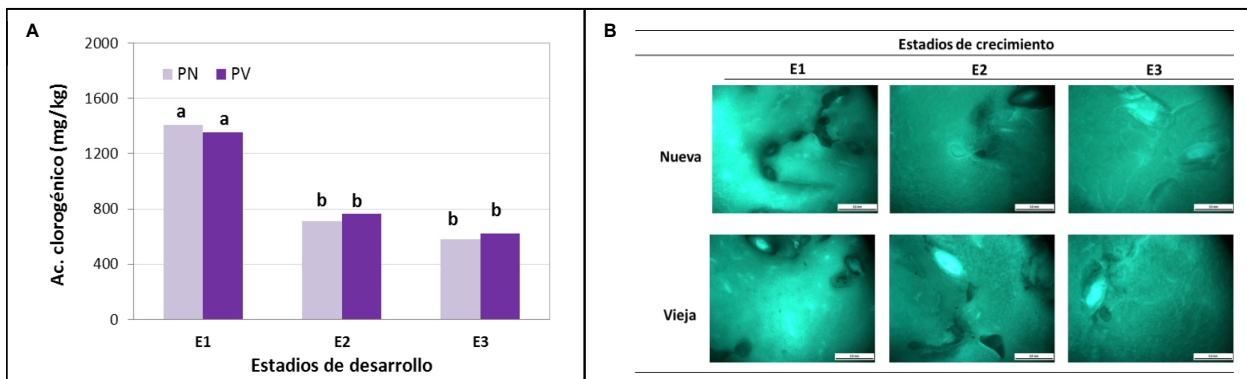 A
2000
1600
1200
800
400
0
Ac. clorogénico (mg/kg)
PN PV
a a
b b
b b
E1 E2 E3
Estadios de desarrollo
B
Estadios de crecimiento
E1 E2 E3
Nueva
Vieja